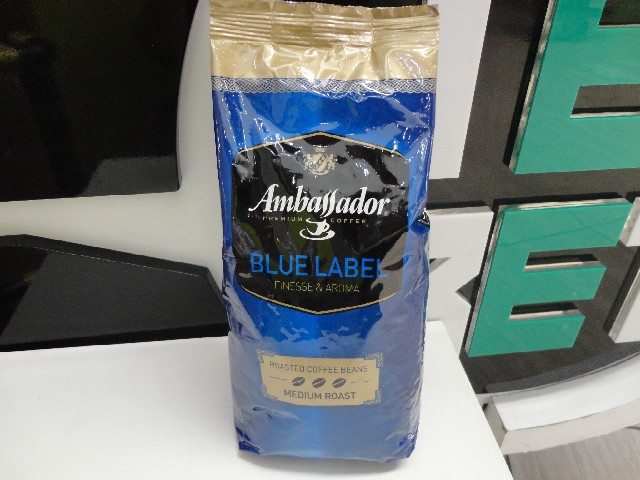 Ambassador
PREMIUM COFFEE
BLUE LABEL
FINESSE & AROMA
ROASTED COFFEE BEANS
MEDIUM ROAST
E